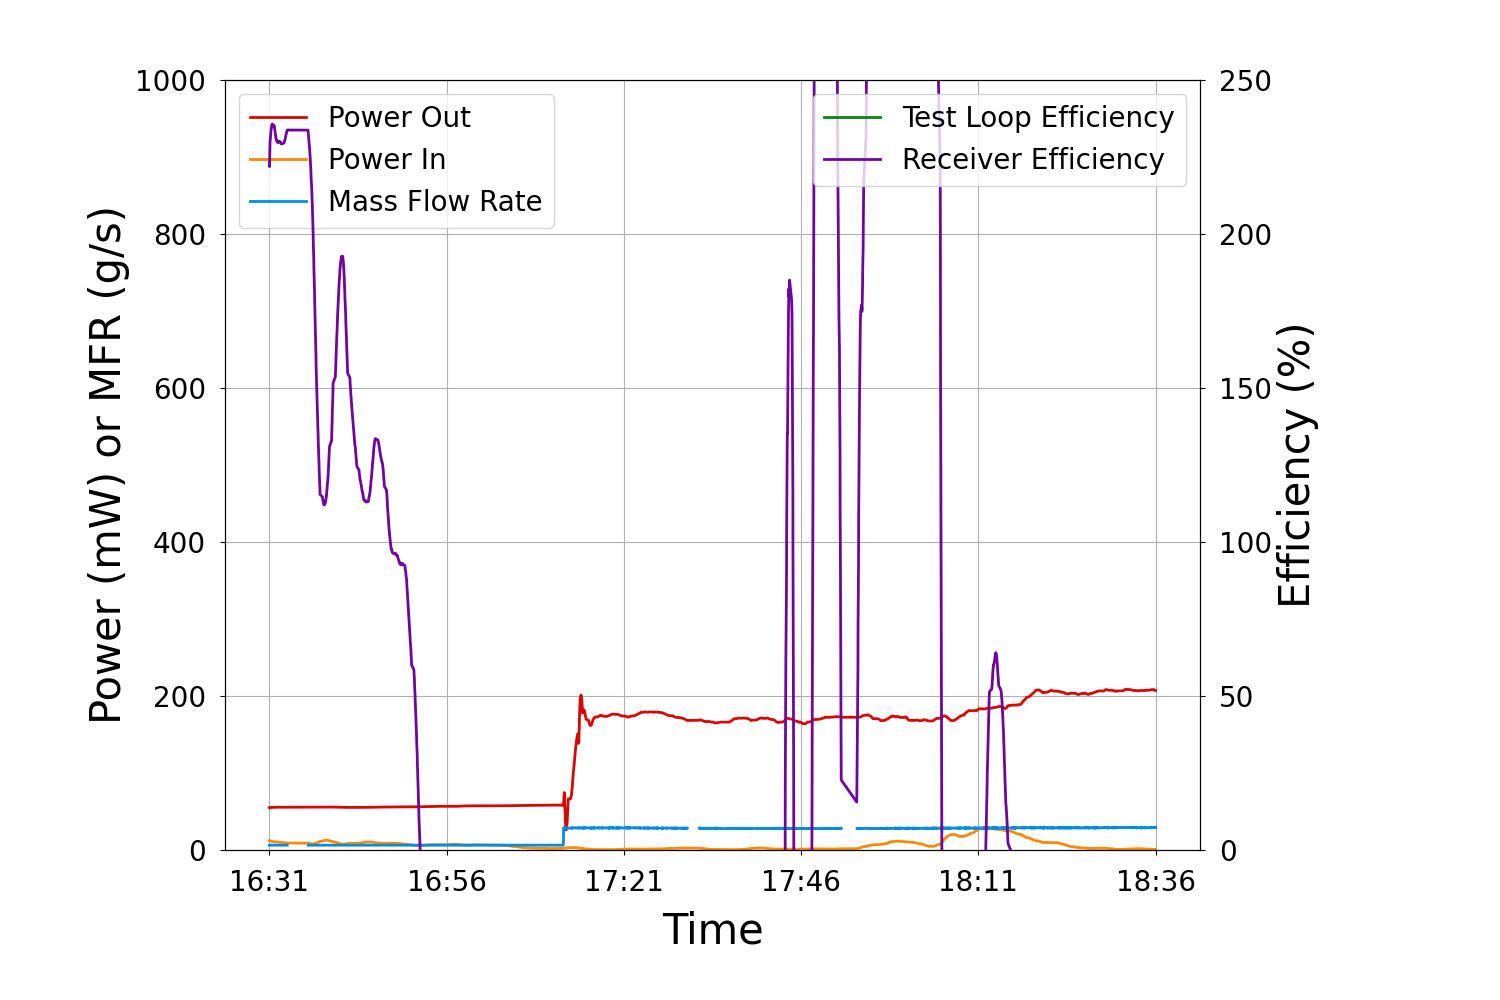 1000
800
600
400
200
0
Power (mW) or MFR (g/s)
Power Out
Power In
Mass Flow Rate
Test Loop Efficiency
Receiver Efficiency
250
200
150
100
50
0
Efficiency (%)
16:31 16:56 17:21 17:46 18:11 18:36
Time